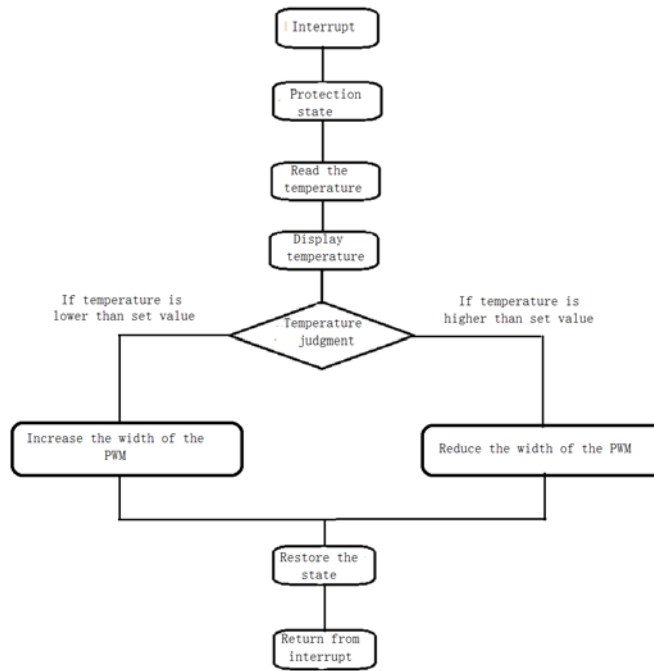 Interrupt
Protection
state
Read the
temperature
Display
temperature
If temperature is
lower than set value
If temperature is
higher than set value
Temperature
judgment
Increase the width of the
PWM
Reduce the width of the PWM
Restore the
state
Return from
interrupt